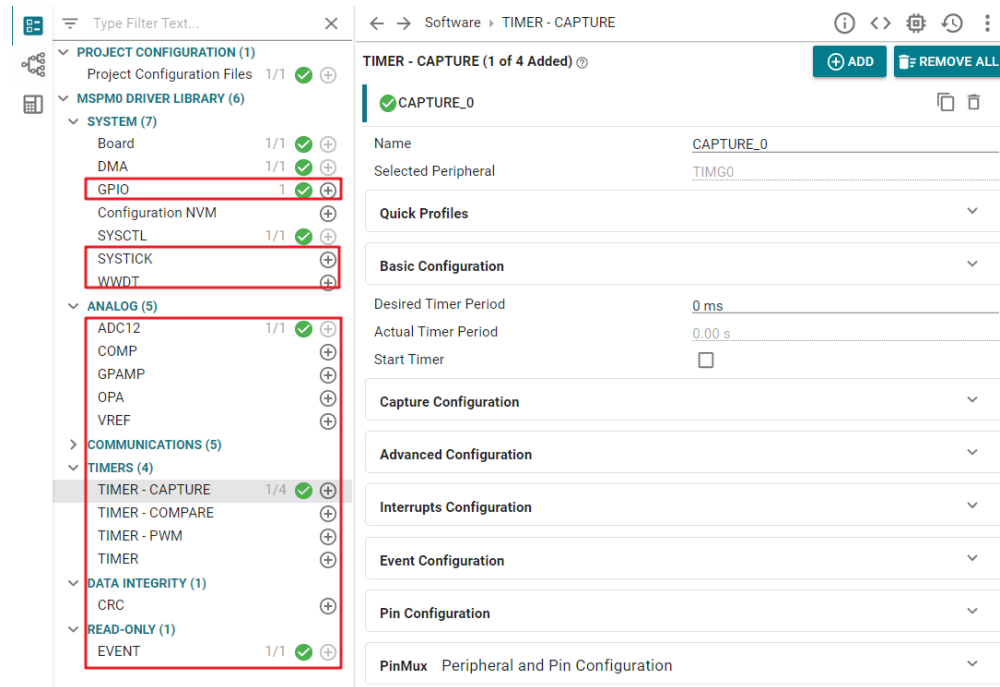 Type Filter Text...
PROJECT CONFIGURATION (1)
Project Configuration Files 1/1
MSPM0 DRIVER LIBRARY (6)
SYSTEM (7)
Board 1/1
DMA 1/1
GPIO 1
Configuration NVM
SYSCTL 1/1
SYSTICK
WWDT
ANALOG (5)
ADC12 1/1
COMP
GPAMP
OPA
VREF
COMMUNICATIONS (5)
TIMERS (4)
TIMER - CAPTURE 1/4
TIMER - COMPARE
TIMER - PWM
TIMER
DATA INTEGRITY (1)
CRC
READ-ONLY (1)
EVENT 1/1
Software TIMER - CAPTURE
TIMER - CAPTURE (1 of 4 Added)
ADD
REMOVE ALL
CAPTURE_0
Name CAPTURE_0
Selected Peripheral TIMG0
Quick Profiles
Basic Configuration
Desired Timer Period 0 ms
Actual Timer Period 0.00 s
Start Timer
Capture Configuration
Advanced Configuration
Interrupts Configuration
Event Configuration
Pin Configuration
PinMux Peripheral and Pin Configuration